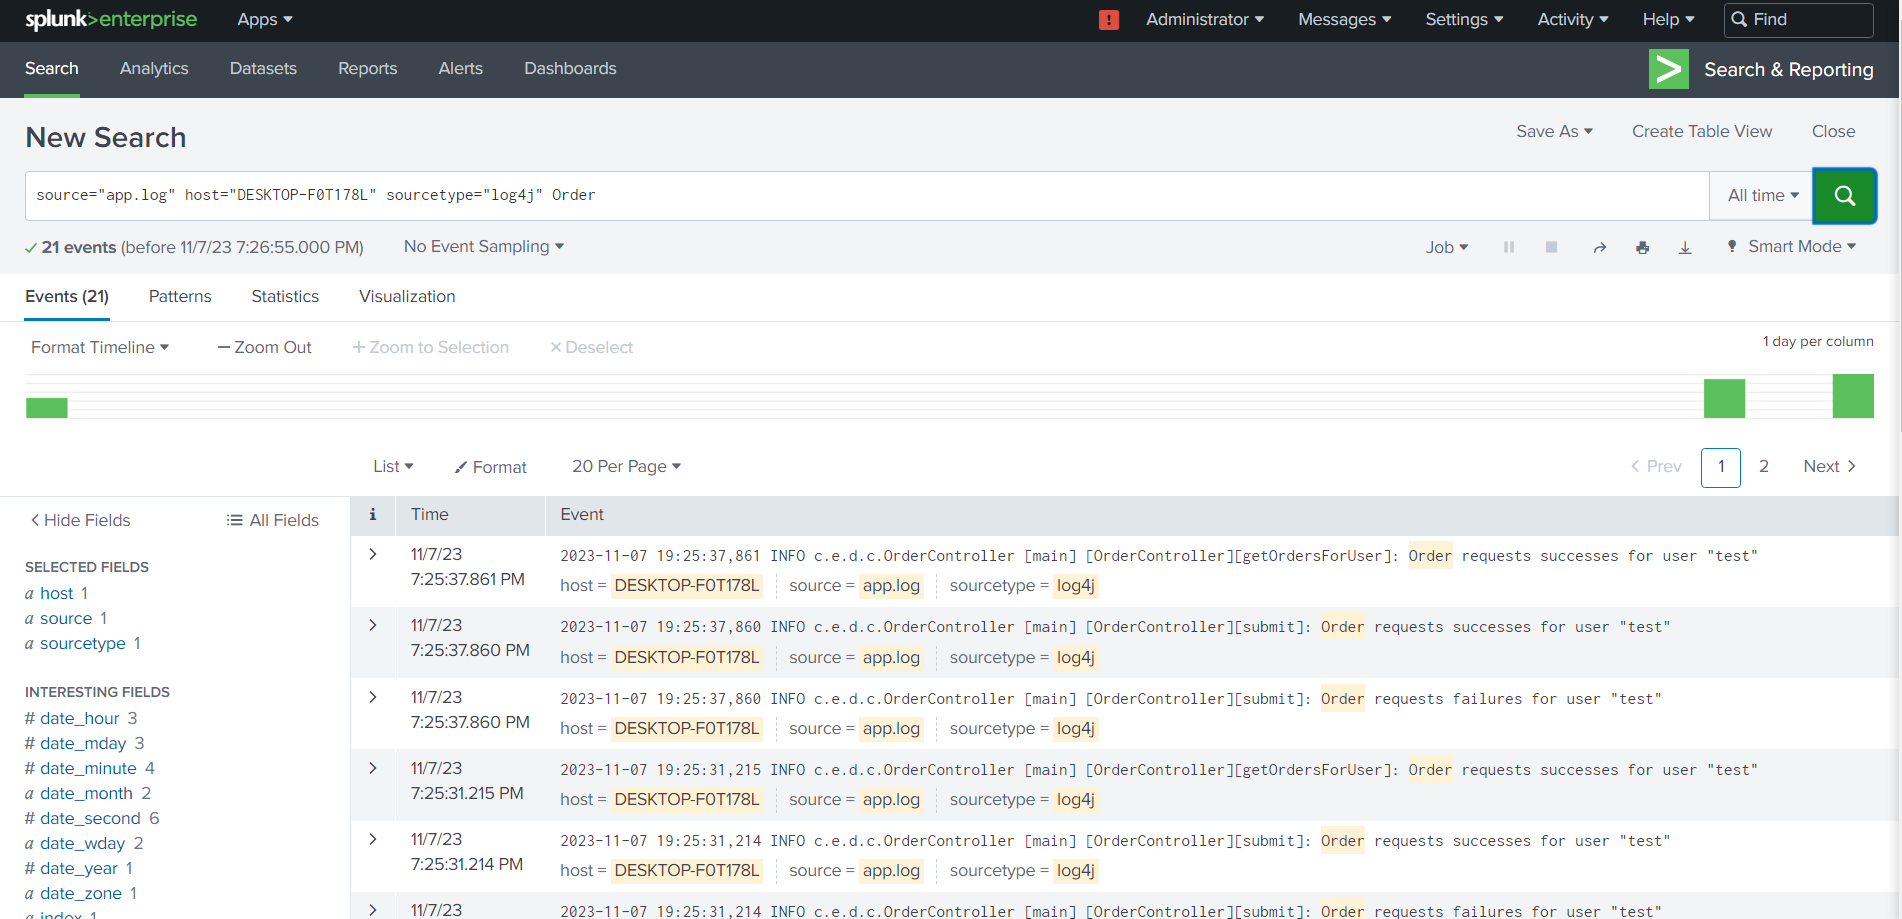 splunk>enterprise Apps ! Administrator Messages Settings Activity Help Find
Search Analytics Datasets Reports Alerts Dashboards > Search & Reporting
New Search
Save As Create Table View Close
source="app.log" host="DESKTOP-F0T178L" sourcetype="log4j" Order
All time
✓ 21 events (before 11/7/23 7:26:55.000 PM) No Event Sampling Job Smart Mode
Events (21) Patterns Statistics Visualization
Format Timeline — Zoom Out + Zoom to Selection × Deselect
1 day per column
List Format 20 Per Page < Prev 1 2 Next >
< Hide Fields All Fields
SELECTED FIELDS
a host 1
a source 1
a sourcetype 1
INTERESTING FIELDS
# date_hour 3
# date_mday 3
# date_minute 4
a date_month 2
# date_second 6
a date_wday 2
# date_year 1
a date_zone 1
a index 1
i Time Event
> 11/7/23
7:25:37.861 PM
2023-11-07 19:25:37,861 INFO c.e.d.c.OrderController [main] [OrderController][getOrdersForUser]: Order requests successes for user "test"
host = DESKTOP-F0T178L source = app.log sourcetype = log4j
> 11/7/23
7:25:37.860 PM
2023-11-07 19:25:37,860 INFO c.e.d.c.OrderController [main] [OrderController][submit]: Order requests successes for user "test"
host = DESKTOP-F0T178L source = app.log sourcetype = log4j
> 11/7/23
7:25:37.860 PM
2023-11-07 19:25:37,860 INFO c.e.d.c.OrderController [main] [OrderController][submit]: Order requests failures for user "test"
host = DESKTOP-F0T178L source = app.log sourcetype = log4j
> 11/7/23
7:25:31.215 PM
2023-11-07 19:25:31,215 INFO c.e.d.c.OrderController [main] [OrderController][getOrdersForUser]: Order requests successes for user "test"
host = DESKTOP-F0T178L source = app.log sourcetype = log4j
> 11/7/23
7:25:31.214 PM
2023-11-07 19:25:31,214 INFO c.e.d.c.OrderController [main] [OrderController][submit]: Order requests successes for user "test"
host = DESKTOP-F0T178L source = app.log sourcetype = log4j
> 11/7/23
2023-11-07 19:25:31,214 INFO c.e.d.c.OrderController [main] [OrderController][submit]: Order requests failures for user "test"